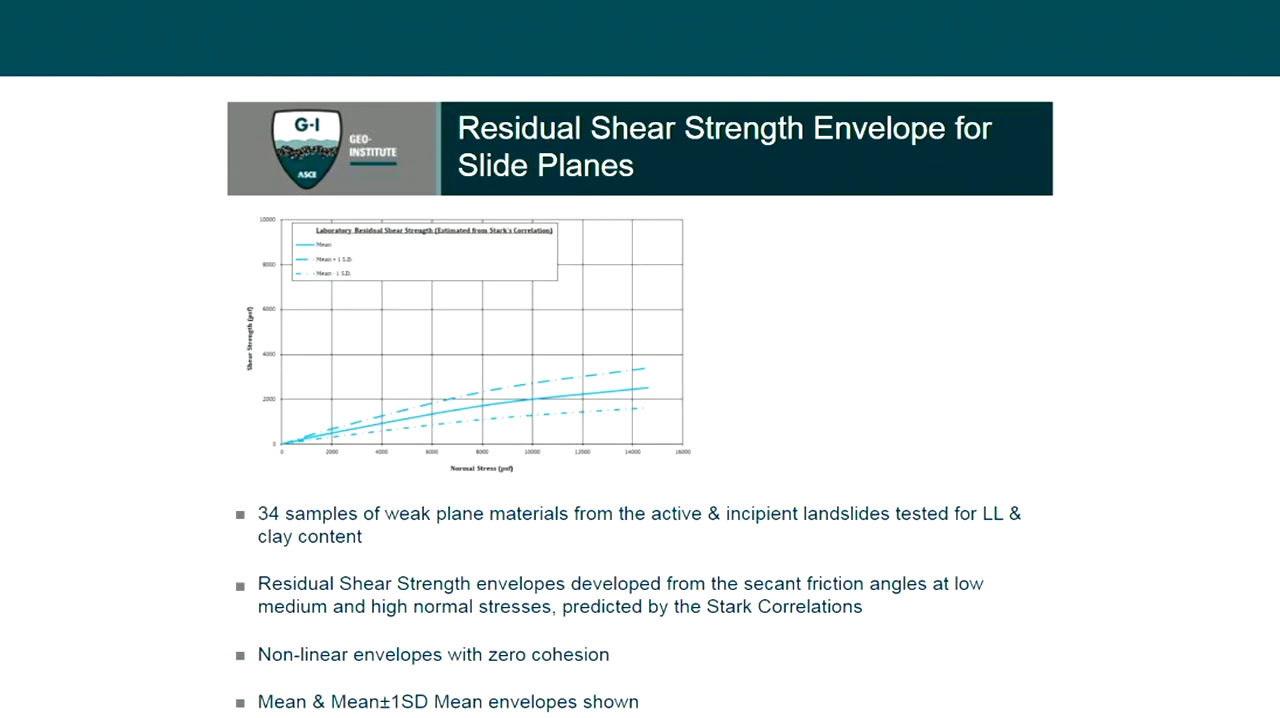 G-I
GEO-
INSTITUTE
ASCE
Residual Shear Strength Envelope for
Slide Planes
Laboratory Residual Shear Strength (Estimated from Stark's Correlation)
Mean
Mean + 1 S.D.
Mean - 1 S.D.
Shear Strength (psf)
10000
8000
6000
4000
2000
0
0 2000 4000 6000 8000 10000 12000 14000 16000
Normal Stress (psf)
■ 34 samples of weak plane materials from the active & incipient landslides tested for LL &
clay content
■ Residual Shear Strength envelopes developed from the secant friction angles at low
medium and high normal stresses, predicted by the Stark Correlations
■ Non-linear envelopes with zero cohesion
■ Mean & Mean±1SD Mean envelopes shown